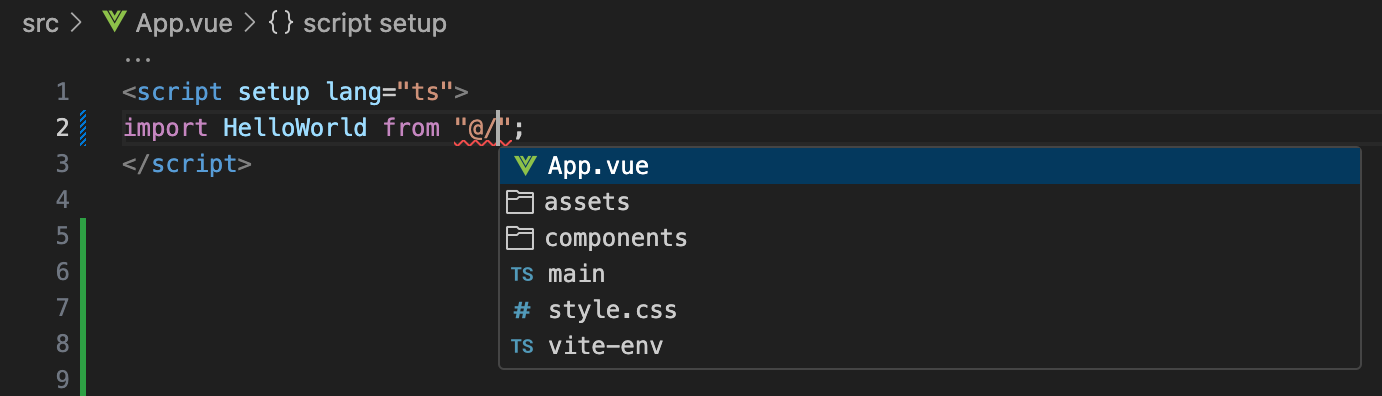 src > App.vue > {} script setup
...
1 <script setup lang="ts">
2 import HelloWorld from "@/";
3 </script>
App.vue
4 assets
5 components
6 TS main
7 # style.css
8 TS vite-env
9